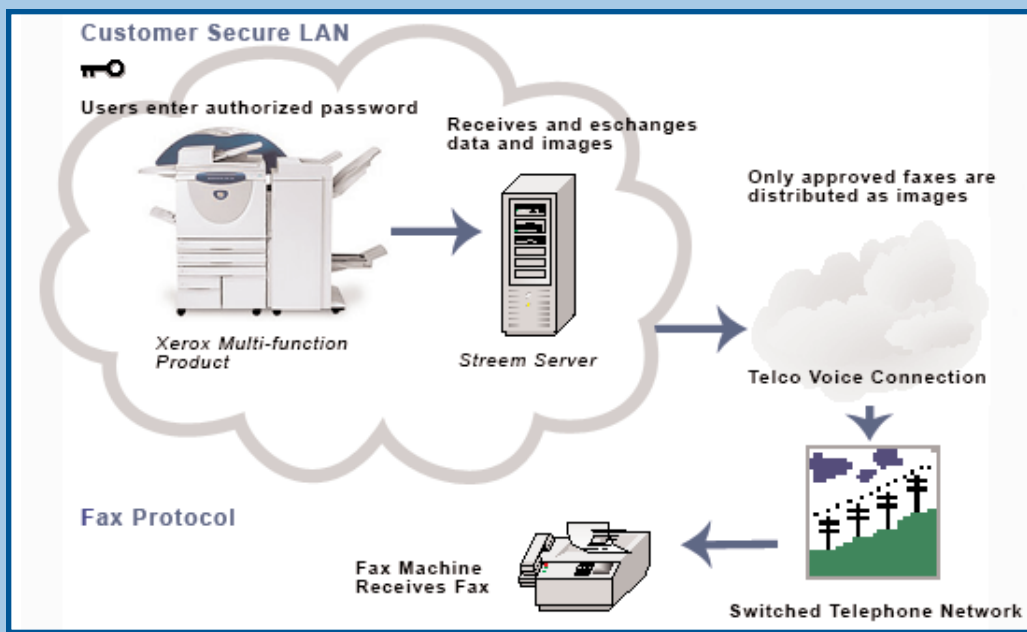 Customer Secure LAN
Users enter authorized password
Receives and eschanges
data and images
Only approved faxes are
distributed as images
Xerox Multi-function
Product
Streem Server
Telco Voice Connection
Fax Protocol
Fax Machine
Receives Fax
Switched Telephone Network